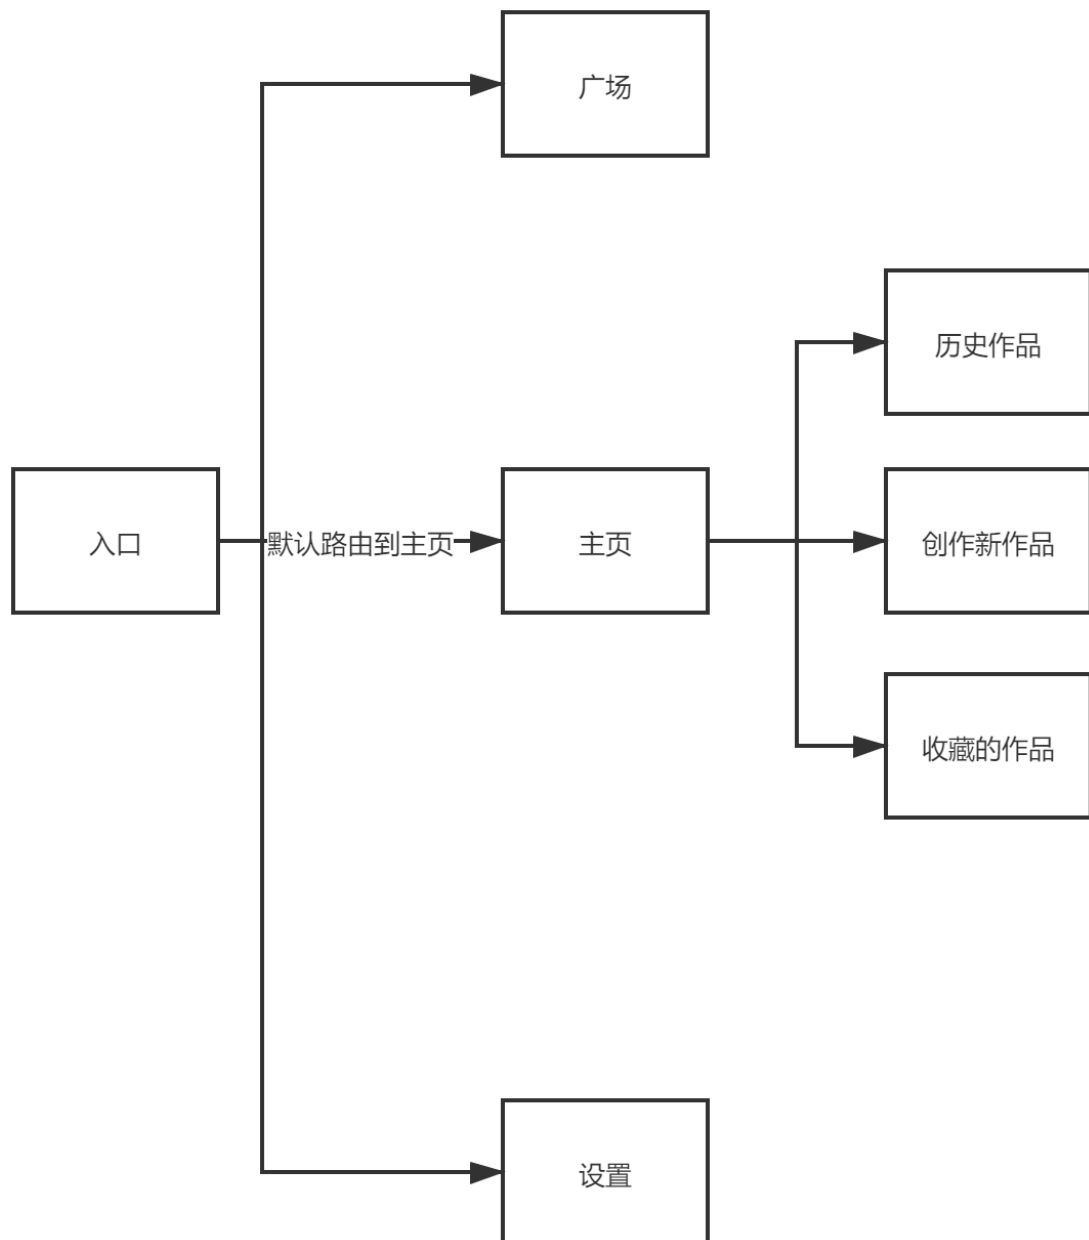 广场
历史作品
入口
默认路由到主页
主页
创作新作品
收藏的作品
设置